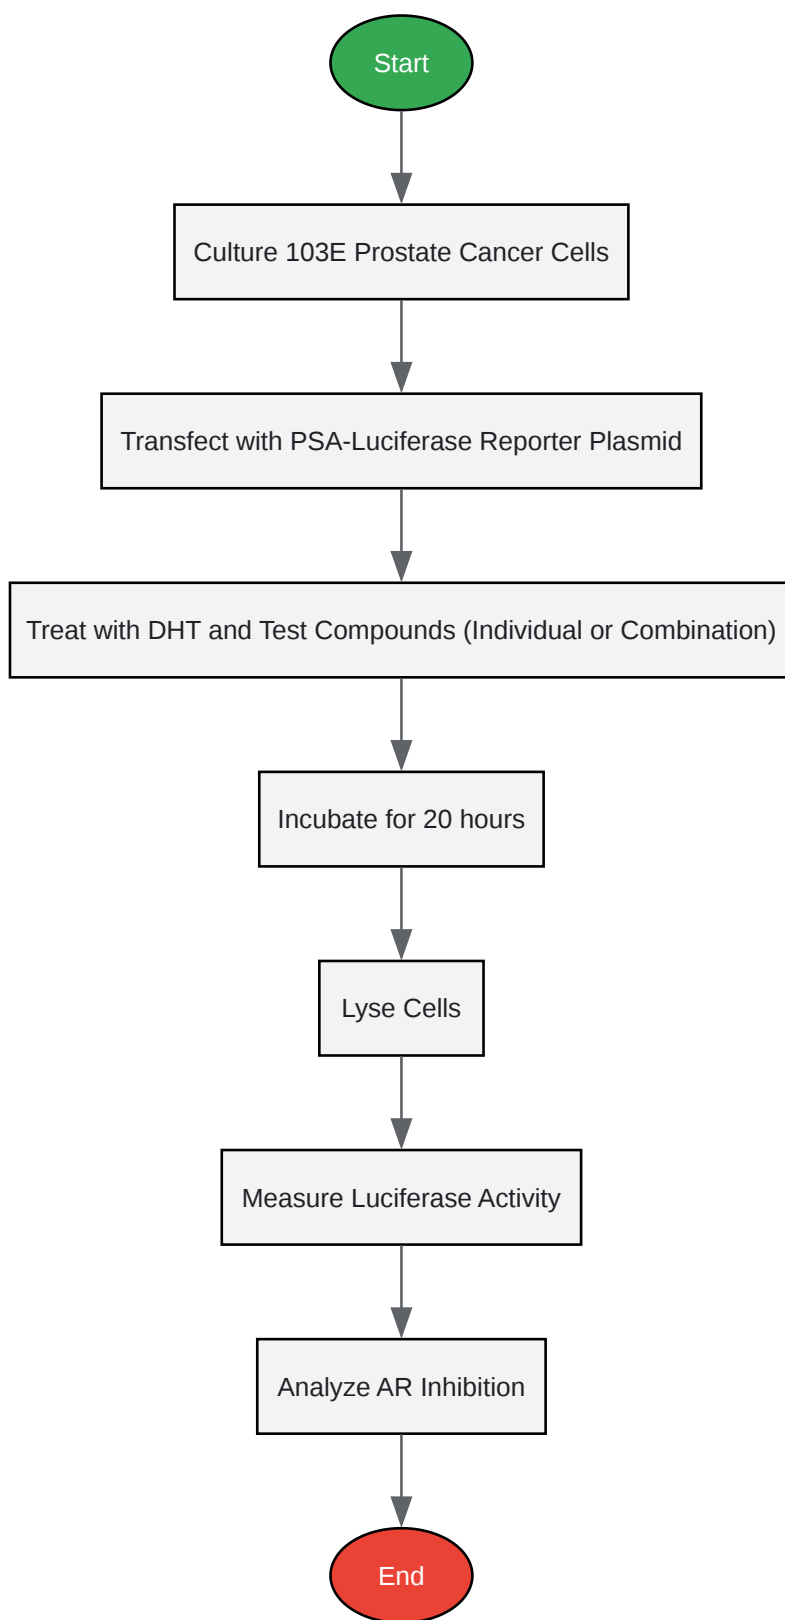 Start
Culture 103E Prostate Cancer Cells
Transfect with PSA-Luciferase Reporter Plasmid
Treat with DHT and Test Compounds (Individual or Combination)
Incubate for 20 hours
Lyse Cells
Measure Luciferase Activity
Analyze AR Inhibition
End